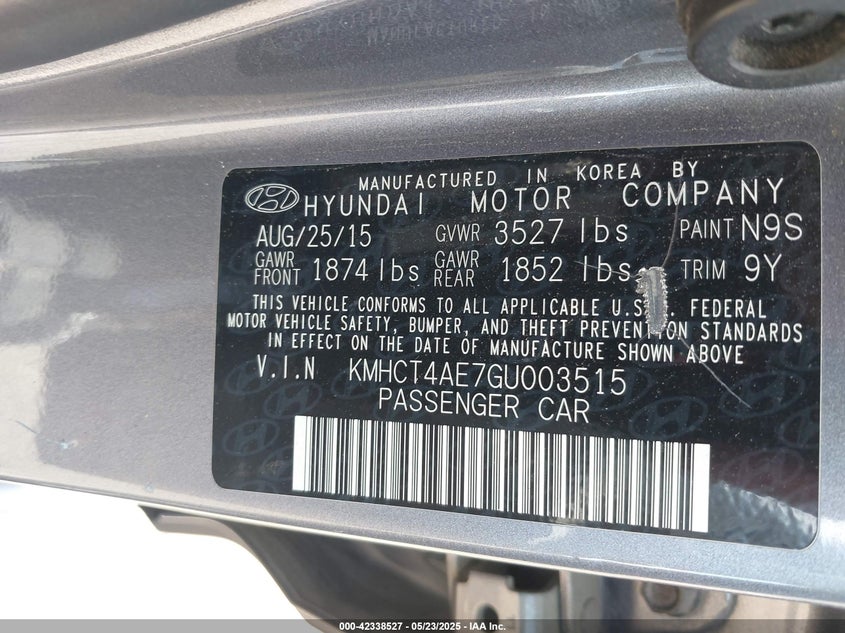 MANUFACTURED IN KOREA BY
HYUNDAI MOTOR COMPANY
AUG/25/15 GVWR 3527 lbs PAINT N9S
GAWR FRONT 1874 lbs GAWR REAR 1852 lbs TRIM 9Y
THIS VEHICLE CONFORMS TO ALL APPLICABLE U.S. FEDERAL
MOTOR VEHICLE SAFETY, BUMPER, AND THEFT PREVENTION STANDARDS
IN EFFECT ON THE DATE OF MANUFACTURE SHOWN ABOVE
V.I.N KMHCT4AE7GU003515
PASSENGER CAR
000-42338527 - 05/23/2025 - IAA Inc.